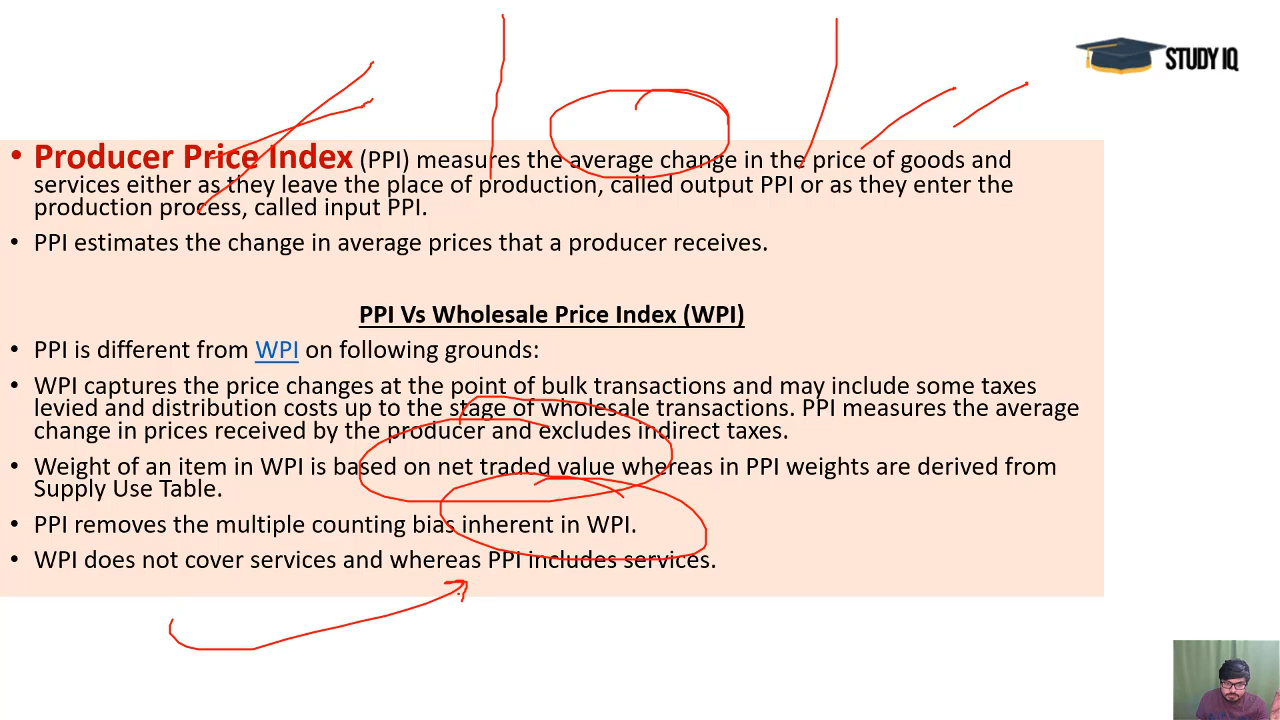 STUDY IQ
• Producer Price Index (PPI) measures the average change in the price of goods and
services either as they leave the place of production, called output PPI or as they enter the
production process, called input PPI.
• PPI estimates the change in average prices that a producer receives.
PPI Vs Wholesale Price Index (WPI)
• PPI is different from WPI on following grounds:
• WPI captures the price changes at the point of bulk transactions and may include some taxes
levied and distribution costs up to the stage of wholesale transactions. PPI measures the average
change in prices received by the producer and excludes indirect taxes.
• Weight of an item in WPI is based on net traded value whereas in PPI weights are derived from
Supply Use Table.
• PPI removes the multiple counting bias inherent in WPI.
• WPI does not cover services and whereas PPI includes services.